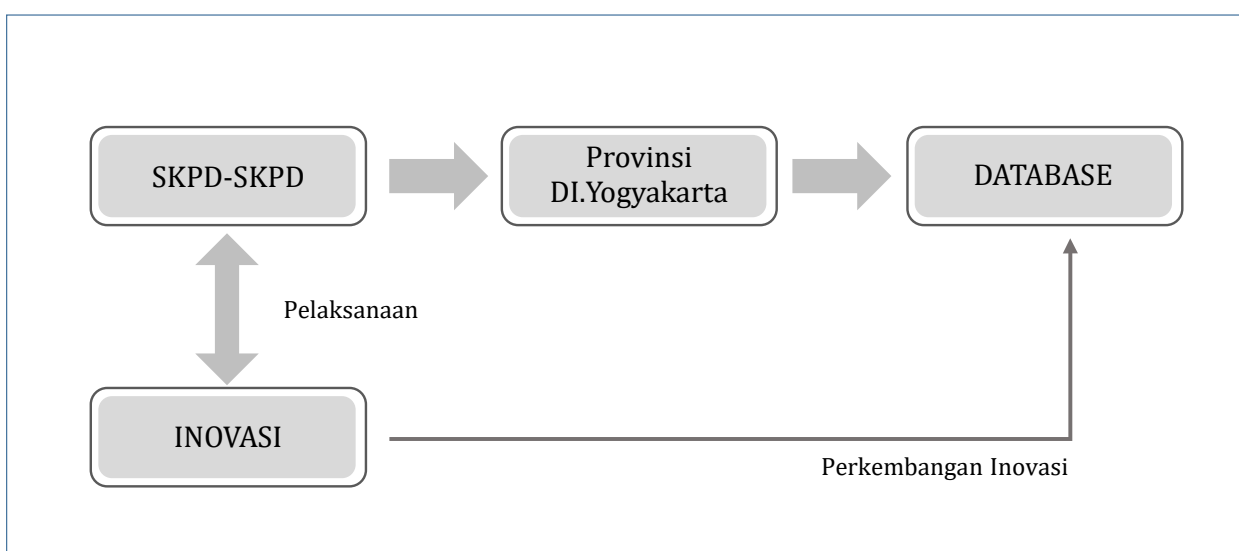 SKPD-SKPD
Provinsi
DI.Yogyakarta
DATABASE
Pelaksanaan
INOVASI
Perkembangan Inovasi